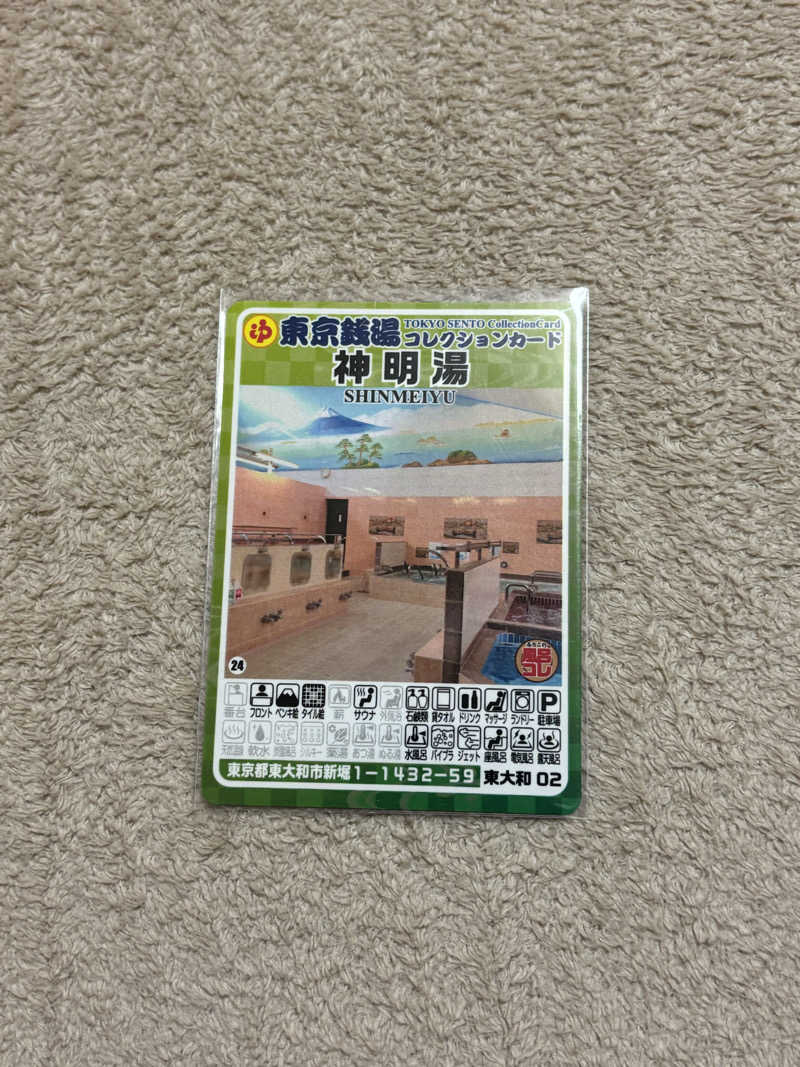 ゆ 東京銭湯 TOKYO SENTO CollectionCard
コレクションカード
神明湯
SHINMEIYU
24
番台 フロント ペンキ絵 タイル絵 薪 サウナ 外気浴 石鹸類 貸タオル ドリンク マッサージ ランドリー P 駐車場
天然温泉 軟水 炭酸風呂 シルキー 薬湯 あつ湯 ぬる湯 水風呂 バイブラ ジェット 座風呂 電気風呂 露天風呂
東京都東大和市新堀1-1432-59 東大和 02